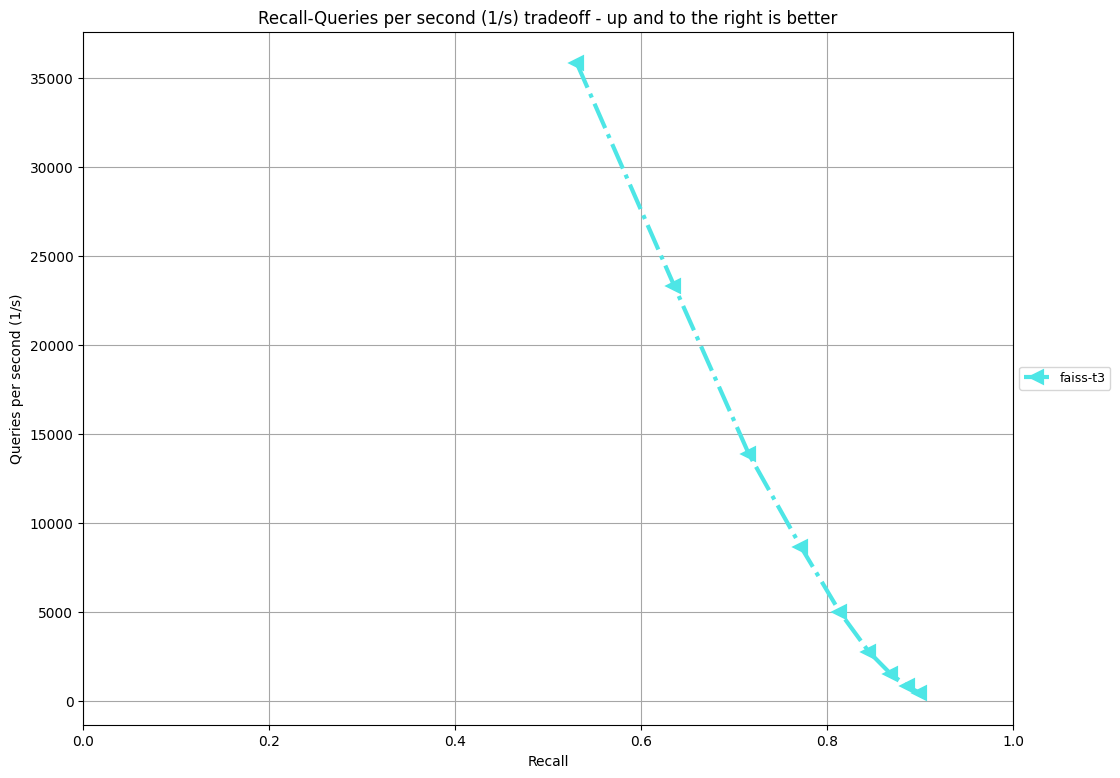 Recall-Queries per second (1/s) tradeoff - up and to the right is better
35000
30000
25000
20000
15000
10000
5000
0
Queries per second (1/s)
0.0 0.2 0.4 0.6 0.8 1.0
Recall
faiss-t3